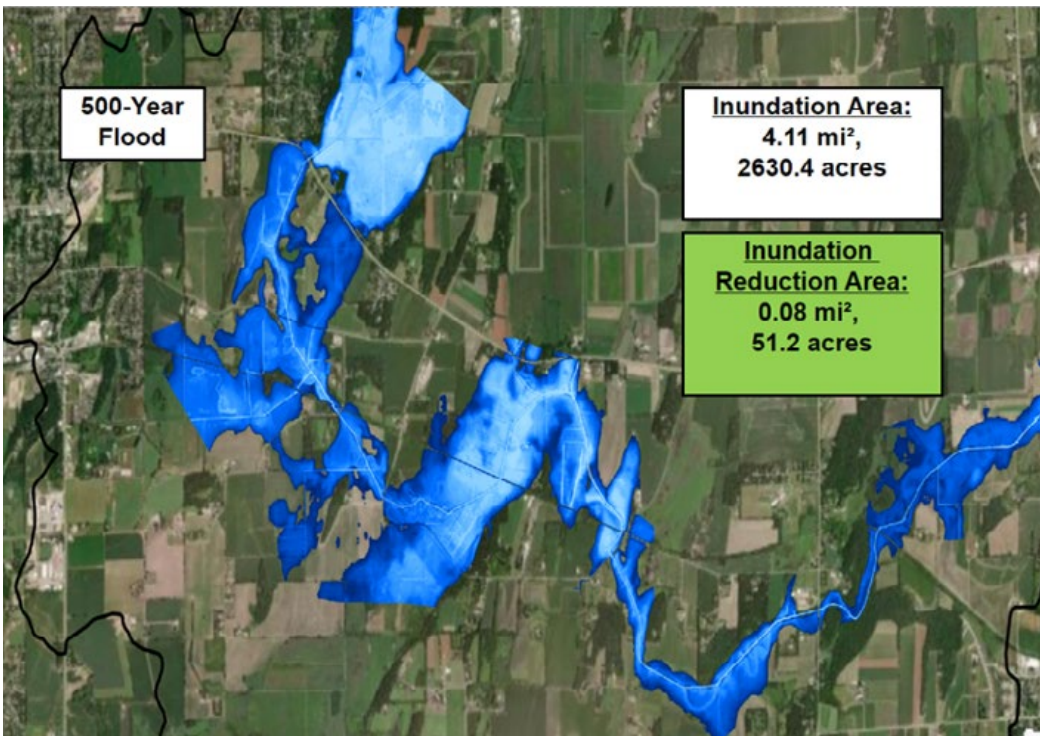 500-Year
Flood
Inundation Area:
4.11 mi²,
2630.4 acres
Inundation
Reduction Area:
0.08 mi²,
51.2 acres